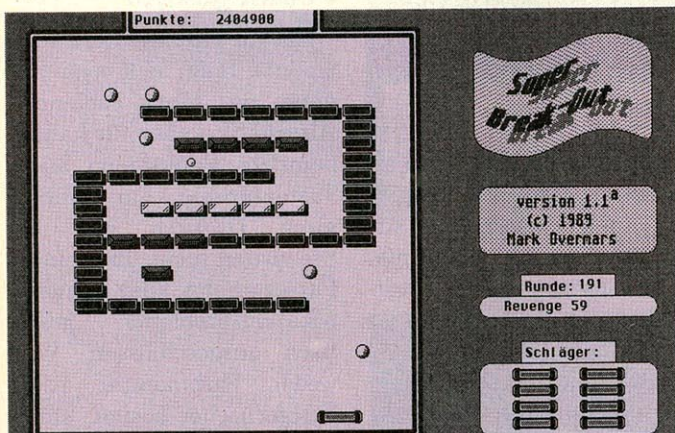 Punkte: 2404900
Super
Break-Out
version 1.1a
(c) 1989
Mark Overmars
Runde: 191
Revenge 59
Schläger: